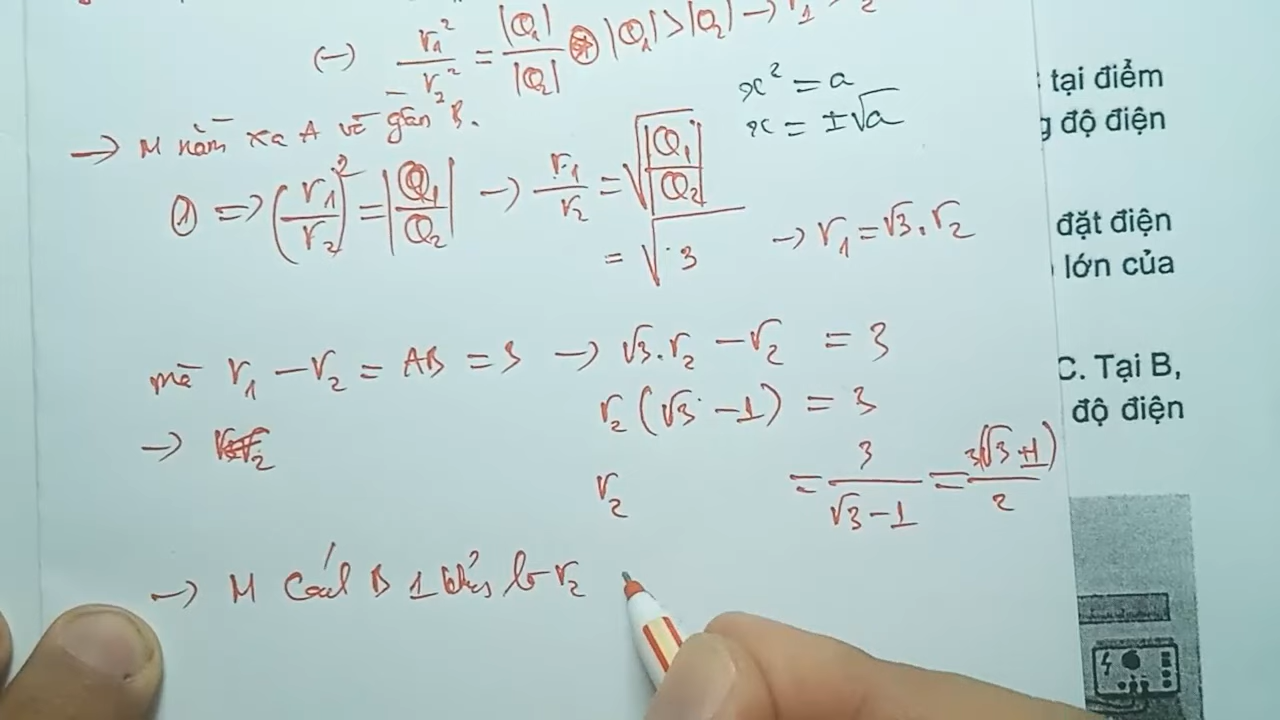 (−) r₁²/r₂² = |Q₁|/|Q₂| |Q₁| > |Q₂| → r₁ > r₂
→ M nằm xa A về gần B.
x² = a
x = ±√a
① => (r₁/r₂)² = |Q₁/Q₂| → r₁/r₂ = √|Q₁/Q₂|
= √3 → r₁ = √3.r₂
mà r₁ − r₂ = AB = 3 → √3.r₂ − r₂ = 3
r₂(√3 − 1) = 3
→
r₂ = 3/(√3−1) = 3(√3+1)/2
→ M cách B 1 khoảng là r₂
tại điểm
g độ điện
đặt điện
lớn của
C. Tại B,
độ điện